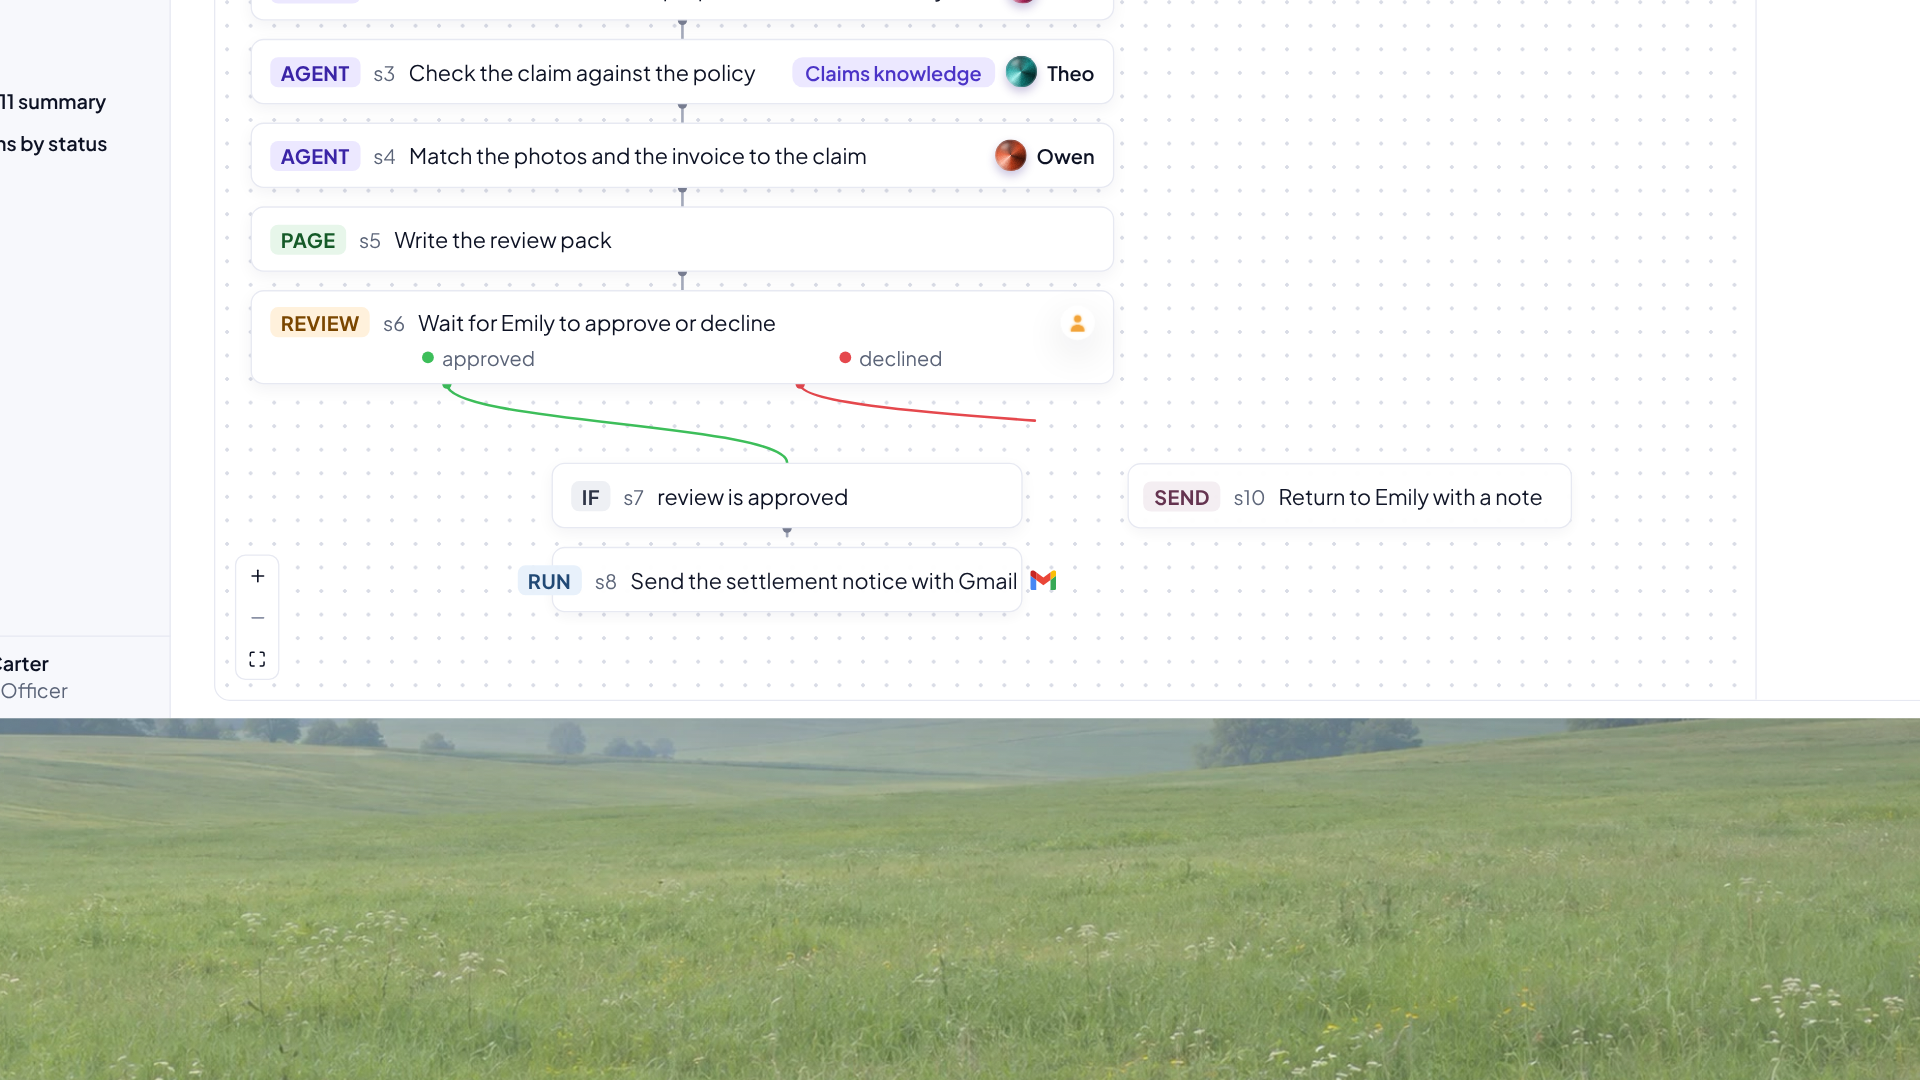 AGENT s3 Check the claim against the policy Claims knowledge Theo
11 summary
AGENT s4 Match the photos and the invoice to the claim Owen
by status
PAGE s5 Write the review pack
REVIEW s6 Wait for Emily to approve or decline
approved declined
IF s7 review is approved
SEND s10 Return to Emily with a note
RUN s8 Send the settlement notice with Gmail
Carter
Officer